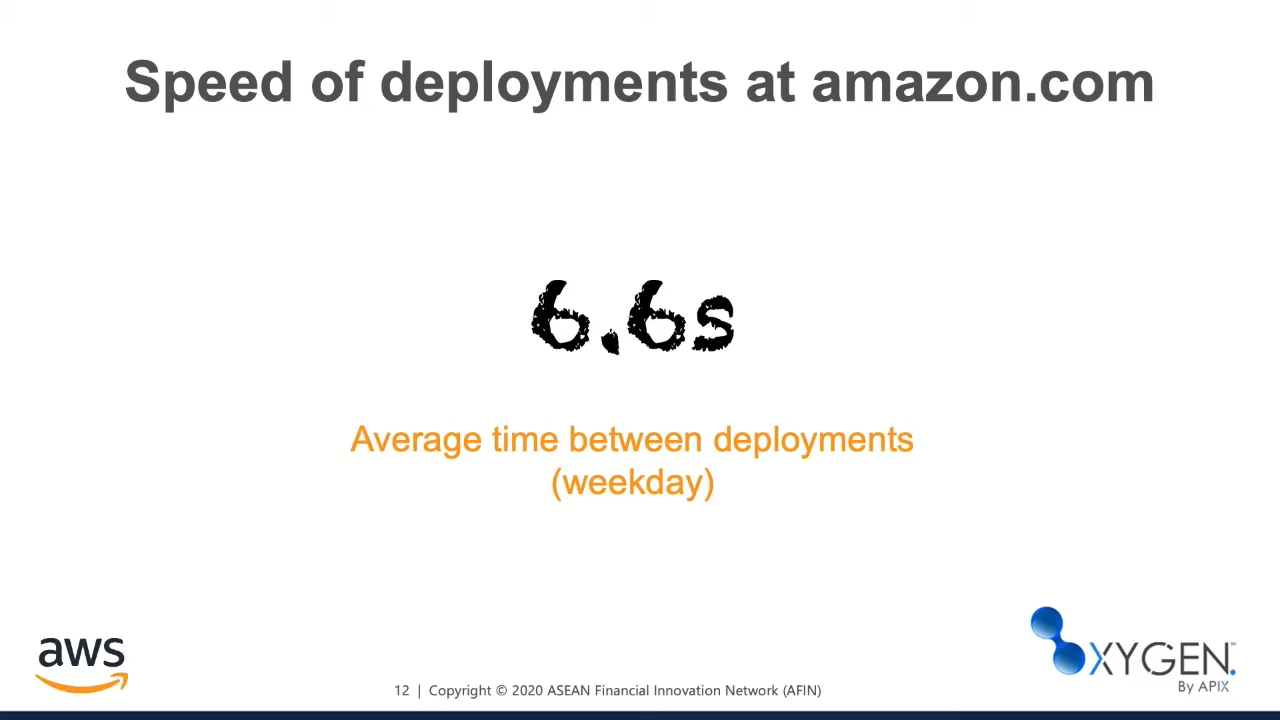 Speed of deployments at amazon.com
6.6s
Average time between deployments
(weekday)
aws
12 | Copyright © 2020 ASEAN Financial Innovation Network (AFIN)
OXYGEN™
By APIX